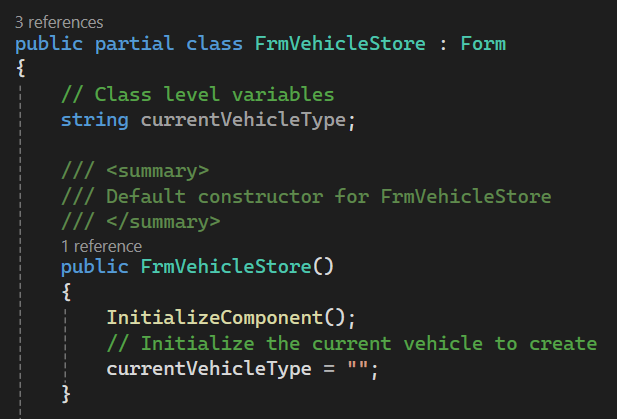 3 references
public partial class FrmVehicleStore : Form
{
// Class level variables
string currentVehicleType;
/// <summary>
/// Default constructor for FrmVehicleStore
/// </summary>
1 reference
public FrmVehicleStore()
{
InitializeComponent();
// Initialize the current vehicle to create
currentVehicleType = "";
}